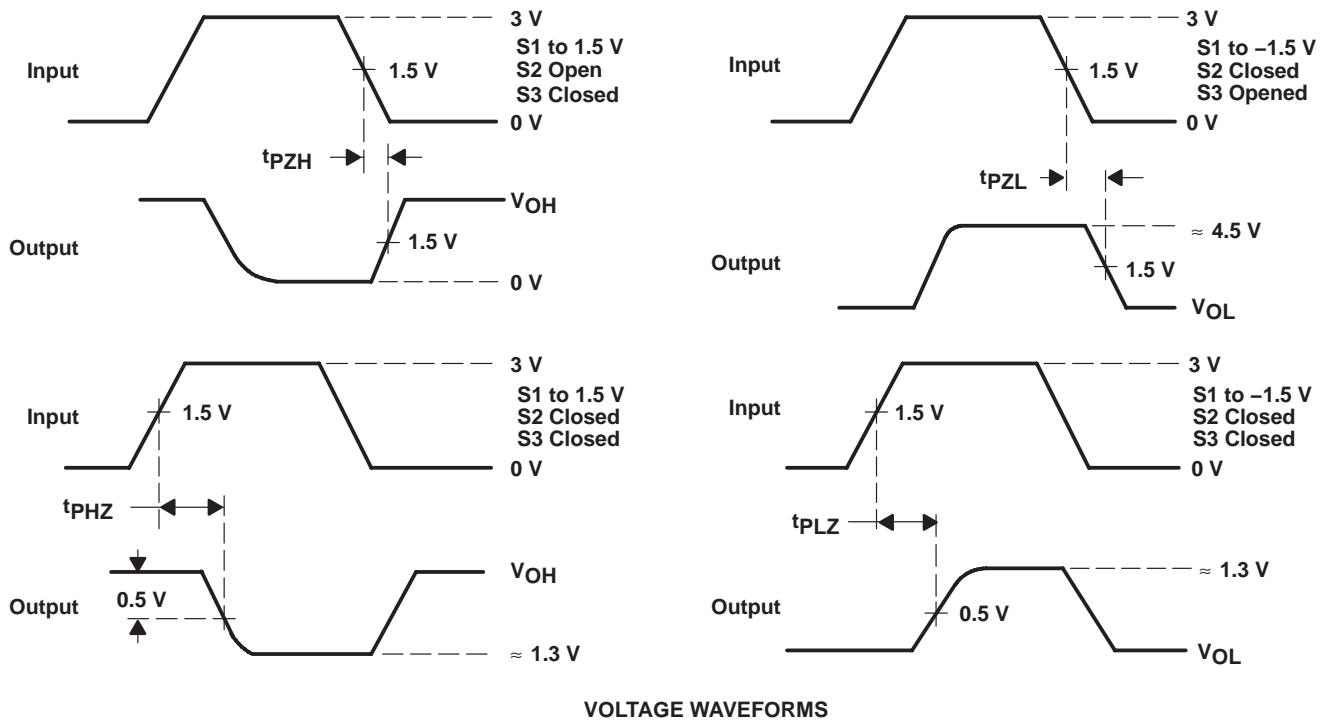 3 V
S1 to 1.5 V
S2 Open
S3 Closed
Input
1.5 V
0 V
tPZH
VOH
Output
1.5 V
0 V
3 V
S1 to −1.5 V
S2 Closed
S3 Opened
Input
1.5 V
0 V
tPZL
≈ 4.5 V
Output
1.5 V
VOL
3 V
S1 to 1.5 V
S2 Closed
S3 Closed
Input
1.5 V
0 V
tPHZ
VOH
Output
0.5 V
≈ 1.3 V
3 V
S1 to −1.5 V
S2 Closed
S3 Closed
Input
1.5 V
0 V
tPLZ
≈ 1.3 V
Output
0.5 V
VOL
VOLTAGE WAVEFORMS